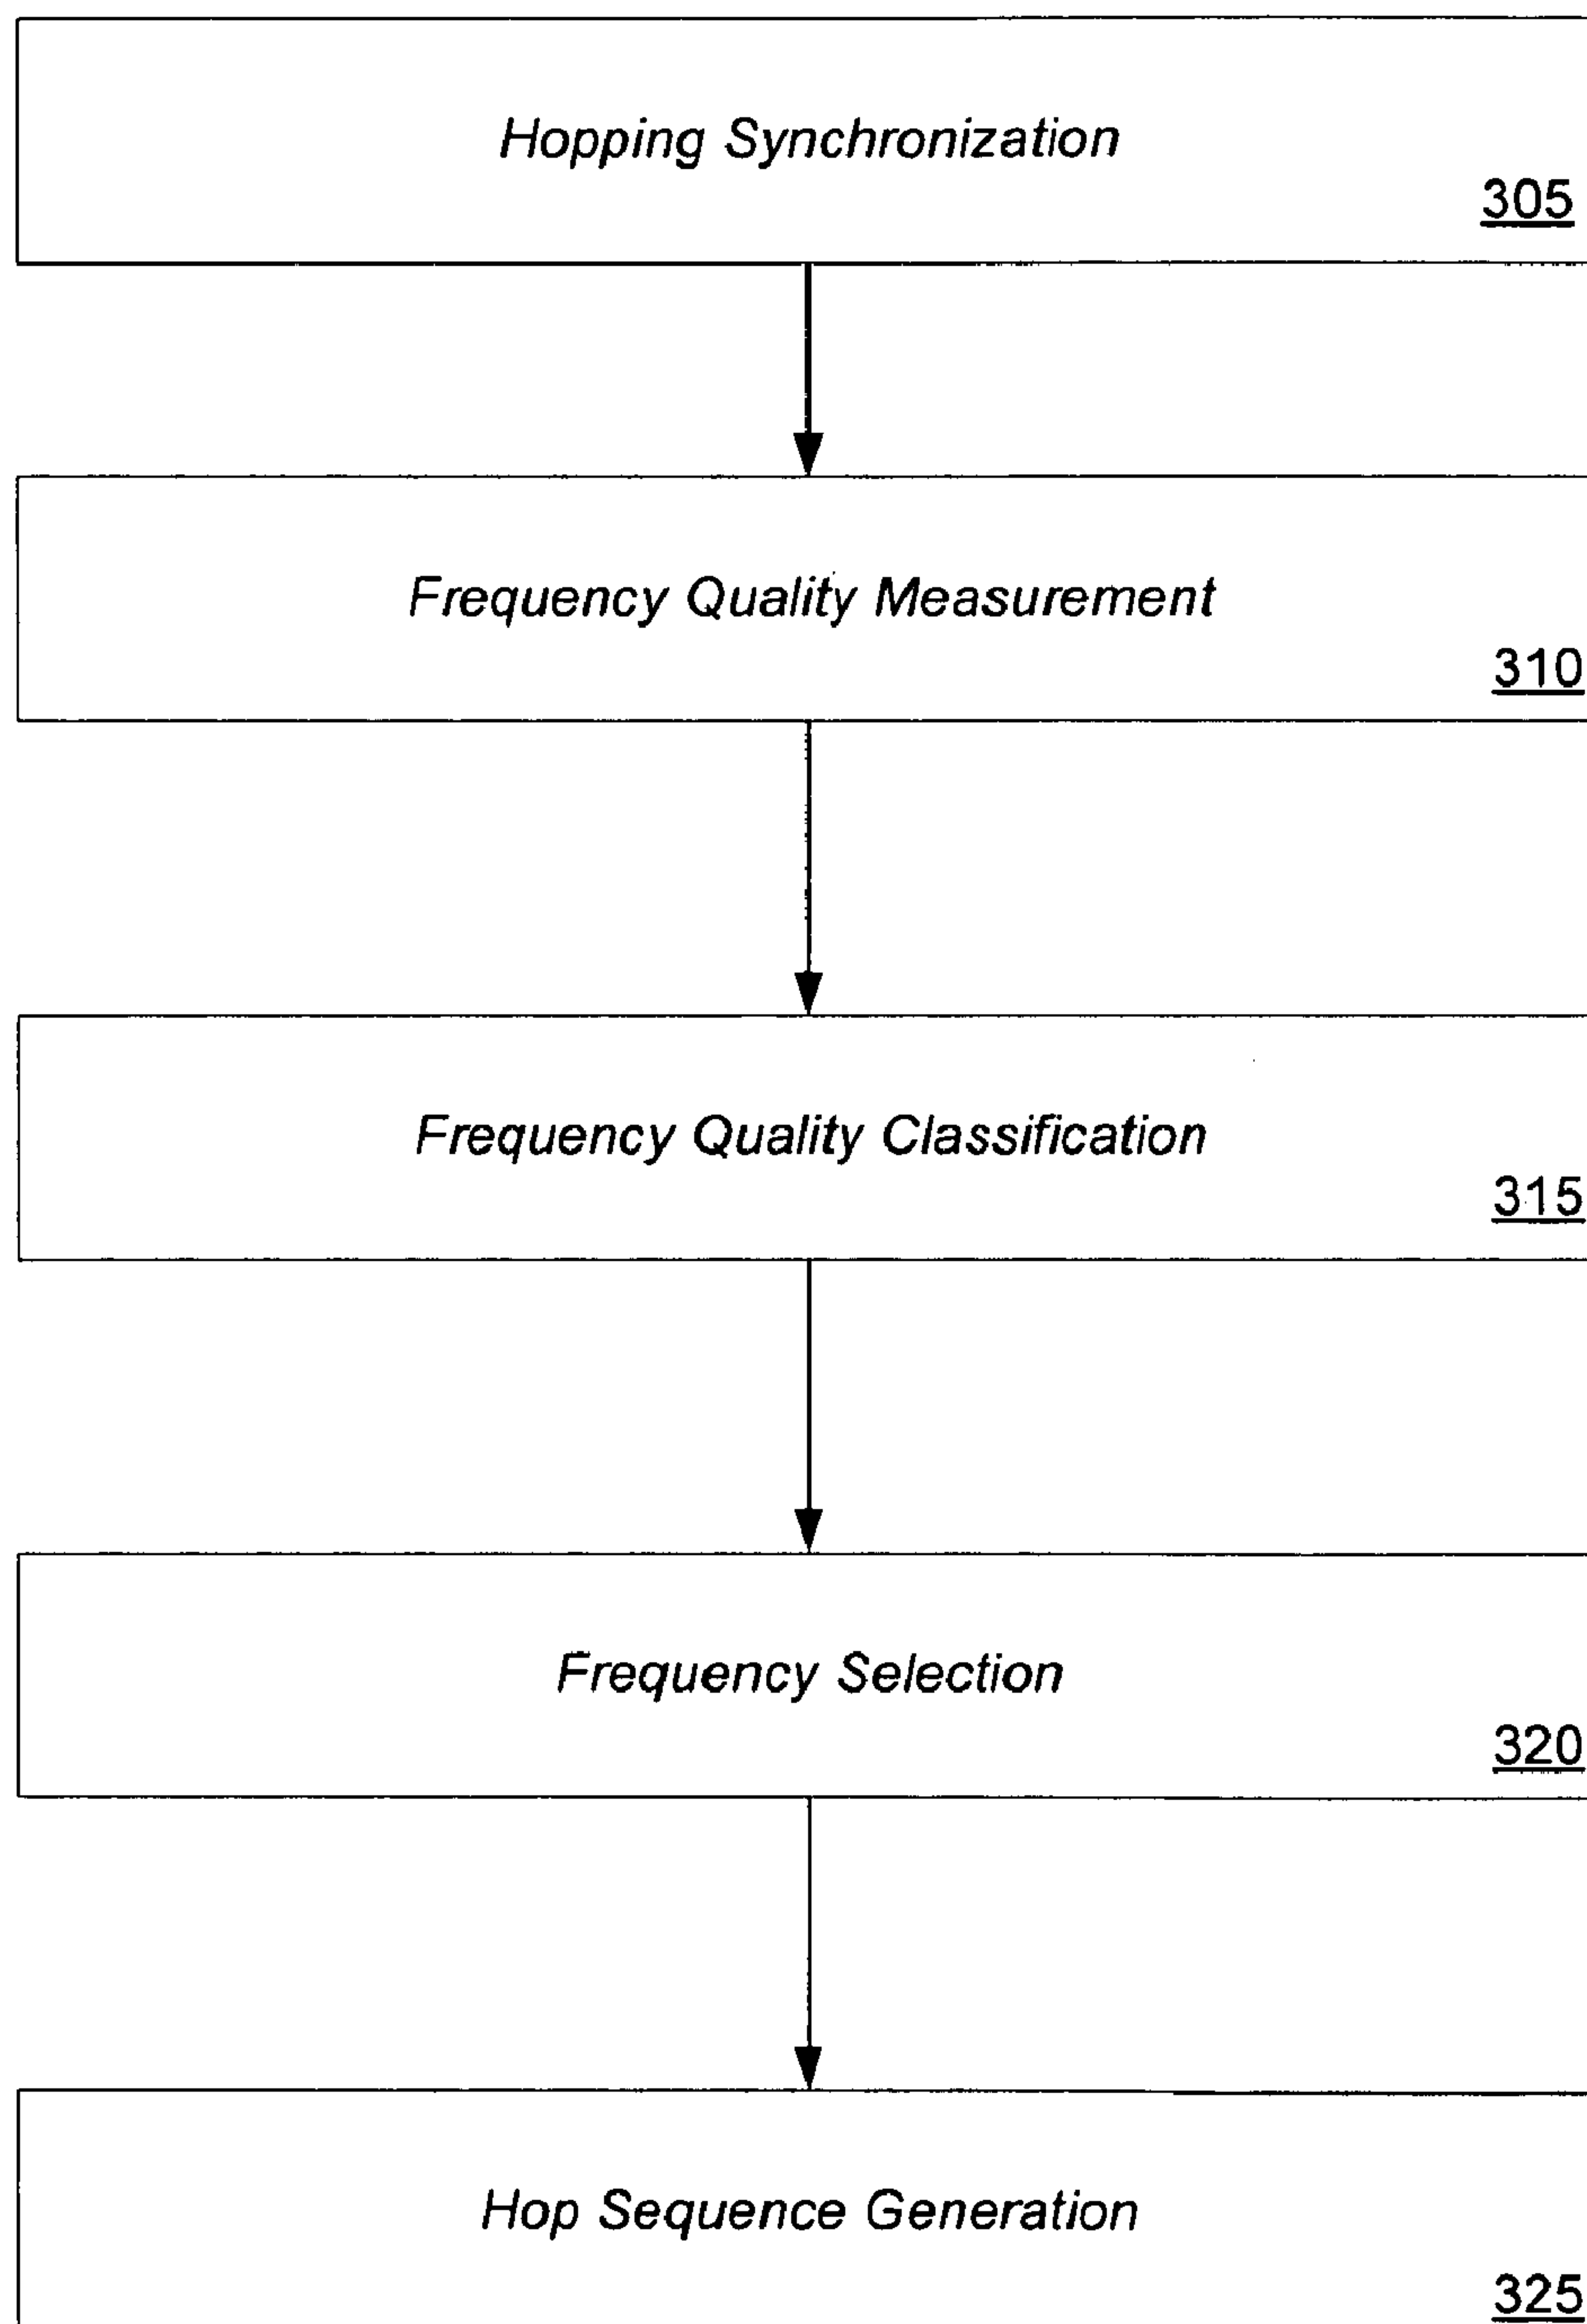 Hopping Synchronization
305
Frequency Quality Measurement
310
Frequency Quality Classification
315
Frequency Selection
320
Hop Sequence Generation
325